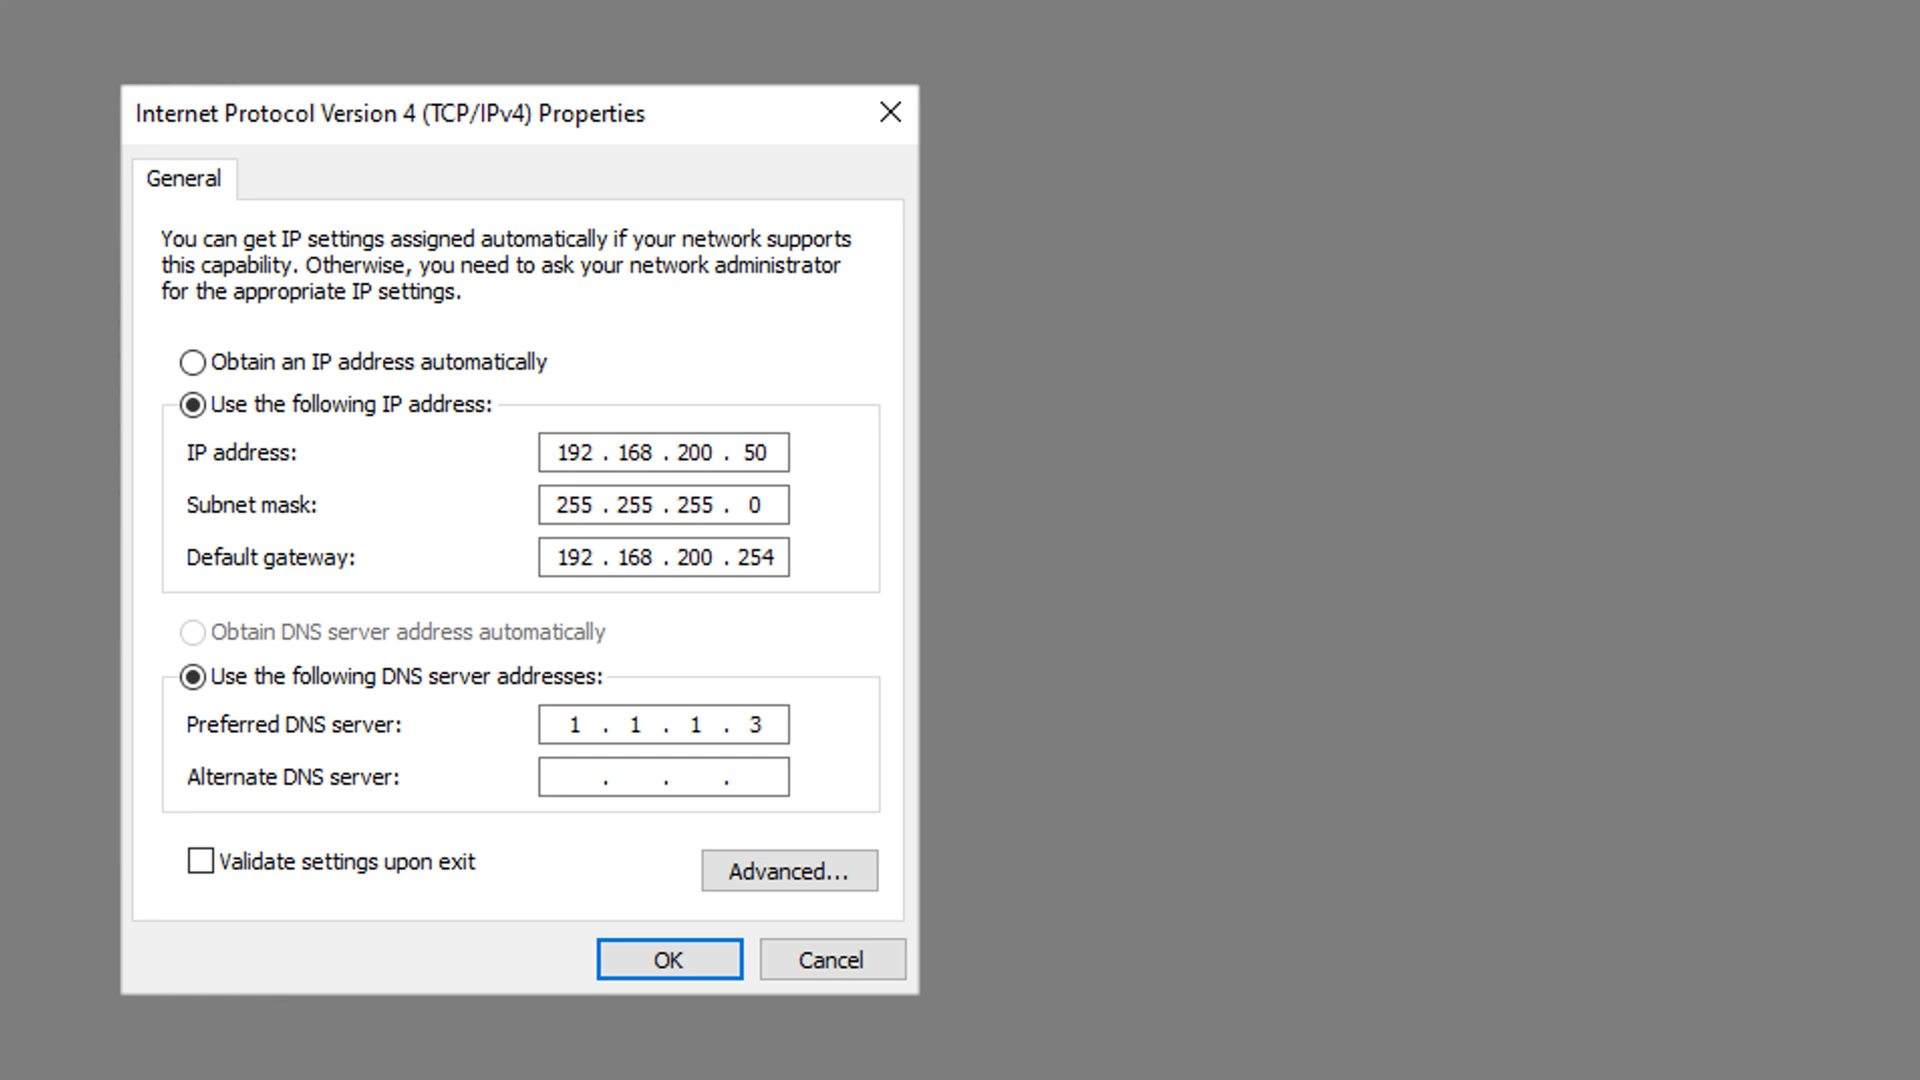 Internet Protocol Version 4 (TCP/IPv4) Properties
General
You can get IP settings assigned automatically if your network supports
this capability. Otherwise, you need to ask your network administrator
for the appropriate IP settings.
Obtain an IP address automatically
Use the following IP address:
IP address: 192 . 168 . 200 . 50
Subnet mask: 255 . 255 . 255 . 0
Default gateway: 192 . 168 . 200 . 254
Obtain DNS server address automatically
Use the following DNS server addresses:
Preferred DNS server: 1 . 1 . 1 . 3
Alternate DNS server: . . .
Validate settings upon exit
Advanced...
OK Cancel